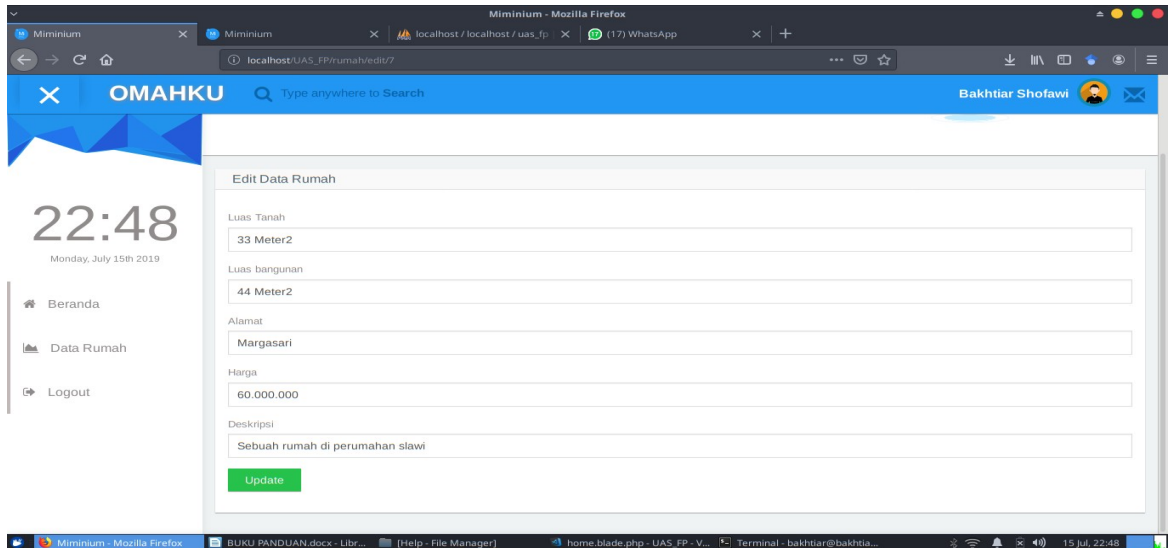 Miminium - Mozilla Firefox
Miminium
Miminium
localhost / localhost / uas_fp
(17) WhatsApp
localhost/UAS_FP/rumah/edit/7
OMAHKU
Type anywhere to Search
Bakhtiar Shofawi
22:48
Monday, July 15th 2019
Beranda
Data Rumah
Logout
Edit Data Rumah
Luas Tanah
33 Meter2
Luas bangunan
44 Meter2
Alamat
Margasari
Harga
60.000.000
Deskripsi
Sebuah rumah di perumahan slawi
Update
Miminium - Mozilla Firefox
BUKU PANDUAN.docx - Libr...
[Help - File Manager]
home.blade.php - UAS_FP - V...
Terminal - bakhtiar@bakhtia...
15 Jul, 22:48